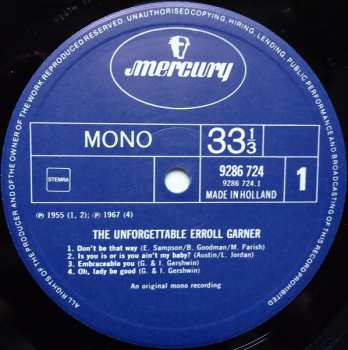 ALL RIGHTS OF THE PRODUCER AND OF THE OWNER OF THE WORK REPRODUCED RESERVED. UNAUTHORISED COPYING, HIRING, LENDING, PUBLIC PERFORMANCE AND BROADCASTING OF THIS RECORD PROHIBITED
mercury
MONO
33 1/3
STEMRA
9286 724
9286 724.1
MADE IN HOLLAND
1
THE UNFORGETTABLE ERROLL GARNER
℗ 1955 (1, 2); ℗ 1967 (4)
1. Don't be that way (E. Sampson/B. Goodman/M. Parish)
2. Is you is or is you ain't my baby? (Austin/L. Jordan)
3. Embraceable you (G. & I. Gershwin)
4. Oh, lady be good (G. & I. Gershwin)
An original mono recording